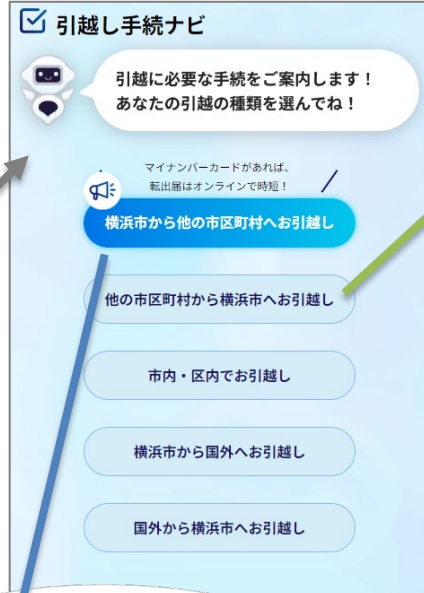 引越し手続ナビ
引越に必要な手続をご案内します！
あなたの引越の種類を選んでね！
マイナンバーカードがあれば、
転出届はオンラインで時短！
横浜市から他の市区町村へお引越し
他の市区町村から横浜市へお引越し
市内・区内でお引越し
横浜市から国外へお引越し
国外から横浜市へお引越し